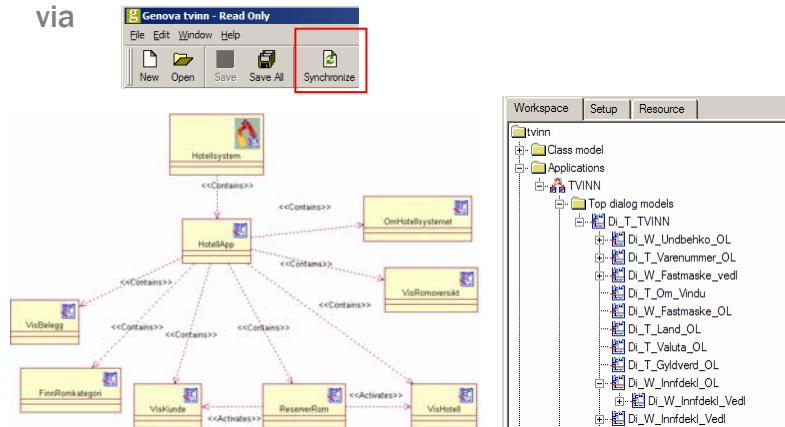 via
Genova tvinn - Read Only
File Edit Window Help
New Open Save Save All Synchronize
Hotellsystem
<<Contains>>
<<Contains>>
OmHotellsystemet
HotellApp
<<Contains>>
<<Contains>>
VisRomoversikt
<<Contains>>
VisBelegg
<<Contains>> <<Contains>> <<Contains>>
FinnRomkategori
VisKunde
<<Activates>>
ReserverRom
<<Activates>>
VisHotell
Workspace Setup Resource
tvinn
Class model
Applications
TVINN
Top dialog models
Di_T_TVINN
Di_W_Undbehko_OL
Di_T_Varenummer_OL
Di_W_Fastmaske_vedl
Di_T_Om_Vindu
Di_W_Fastmaske_OL
Di_T_Land_OL
Di_T_Valuta_OL
Di_T_Gyldverd_OL
Di_W_Innfdekl_OL
Di_W_Innfdekl_Vedl
Di_W_Innfdekl_Vedl